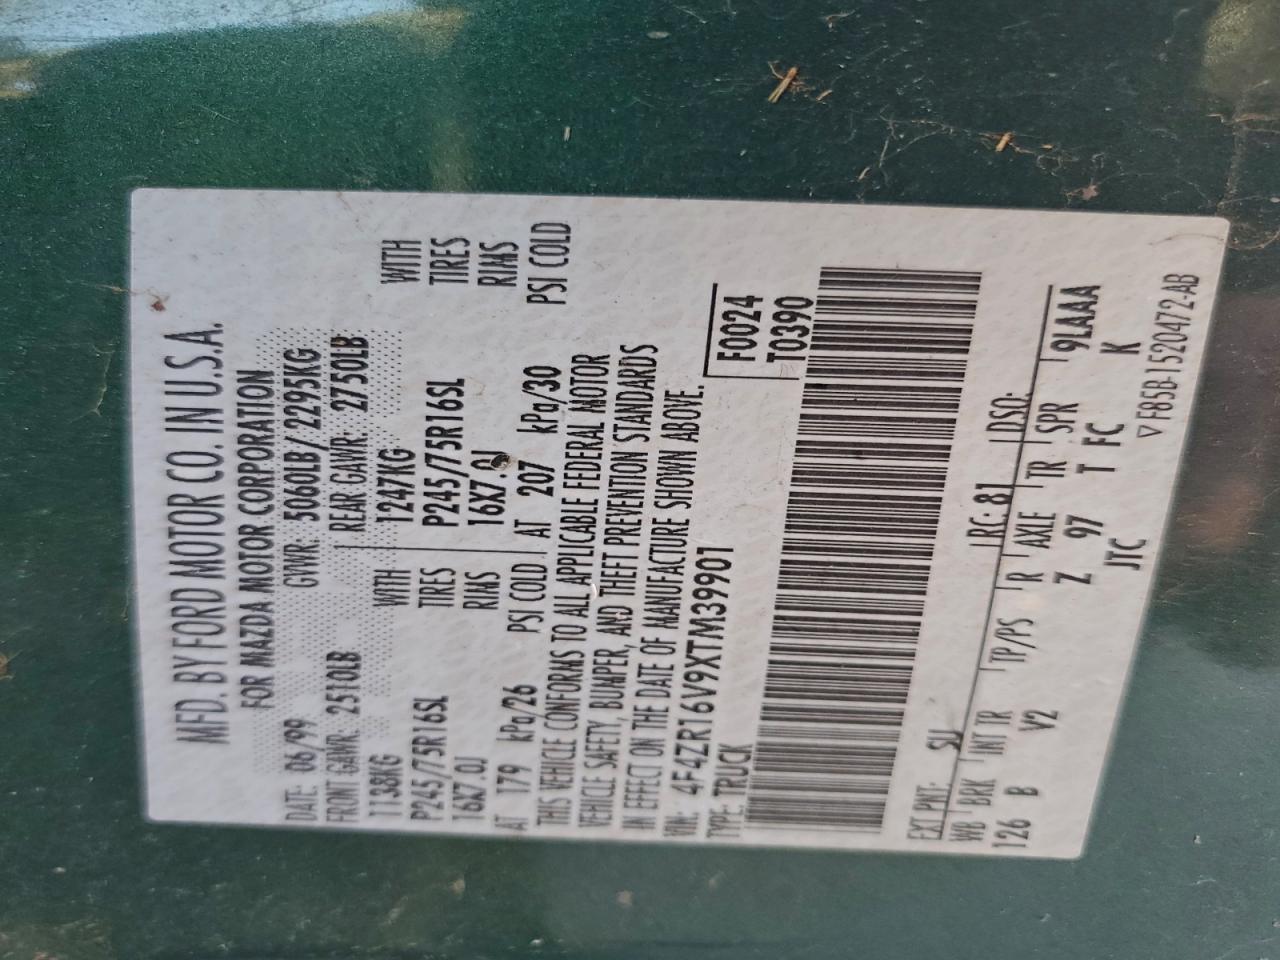 MFD. BY FORD MOTOR CO. IN U.S.A.
FOR MAZDA MOTOR CORPORATION
DATE: 06/99 GVWR: 5060LB/2295KG
FRONT GAWR: 2510LB REAR GAWR: 2750LB
1138KG WITH 1247KG WITH
P245/75R16SL TIRES P245/75R16SL TIRES
16X7.0J RIMS 16X7.0J RIMS
AT 179 kPa/26 PSI COLD AT 207 kPa/30 PSI COLD
THIS VEHICLE CONFORMS TO ALL APPLICABLE FEDERAL MOTOR
VEHICLE SAFETY, BUMPER, AND THEFT PREVENTION STANDARDS
IN EFFECT ON THE DATE OF MANUFACTURE SHOWN ABOVE.
VIN: 4F4ZR16V9XTM39901 F0024
TYPE: TRUCK T0390
EXT PNT: SU RC: 81 DSO:
WB BRK INT TR TP/PS R AXLE TR SPR 9LAAA
126 B V2 Z 97 T FC K
JTC
▽F85B-1520472-AB